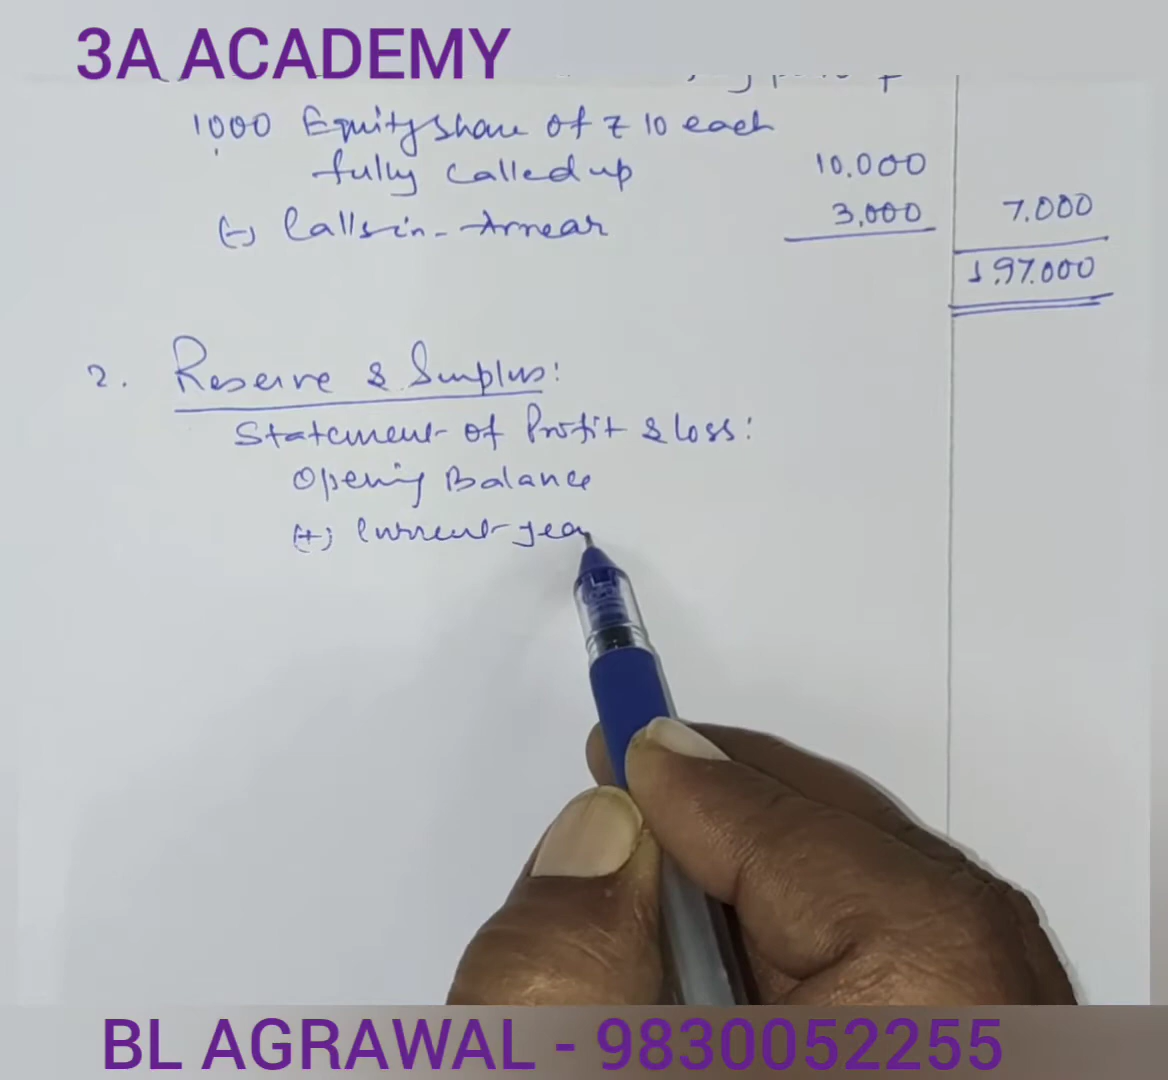 3A ACADEMY
1000 Equity share of ₹ 10 each
fully called up 10,000
(-) Calls-in-Arrear 3,000 7,000
1,97,000
2. Reserve & Surplus:
Statement of Profit & Loss:
Opening Balance
(+) Current year
BL AGRAWAL - 9830052255